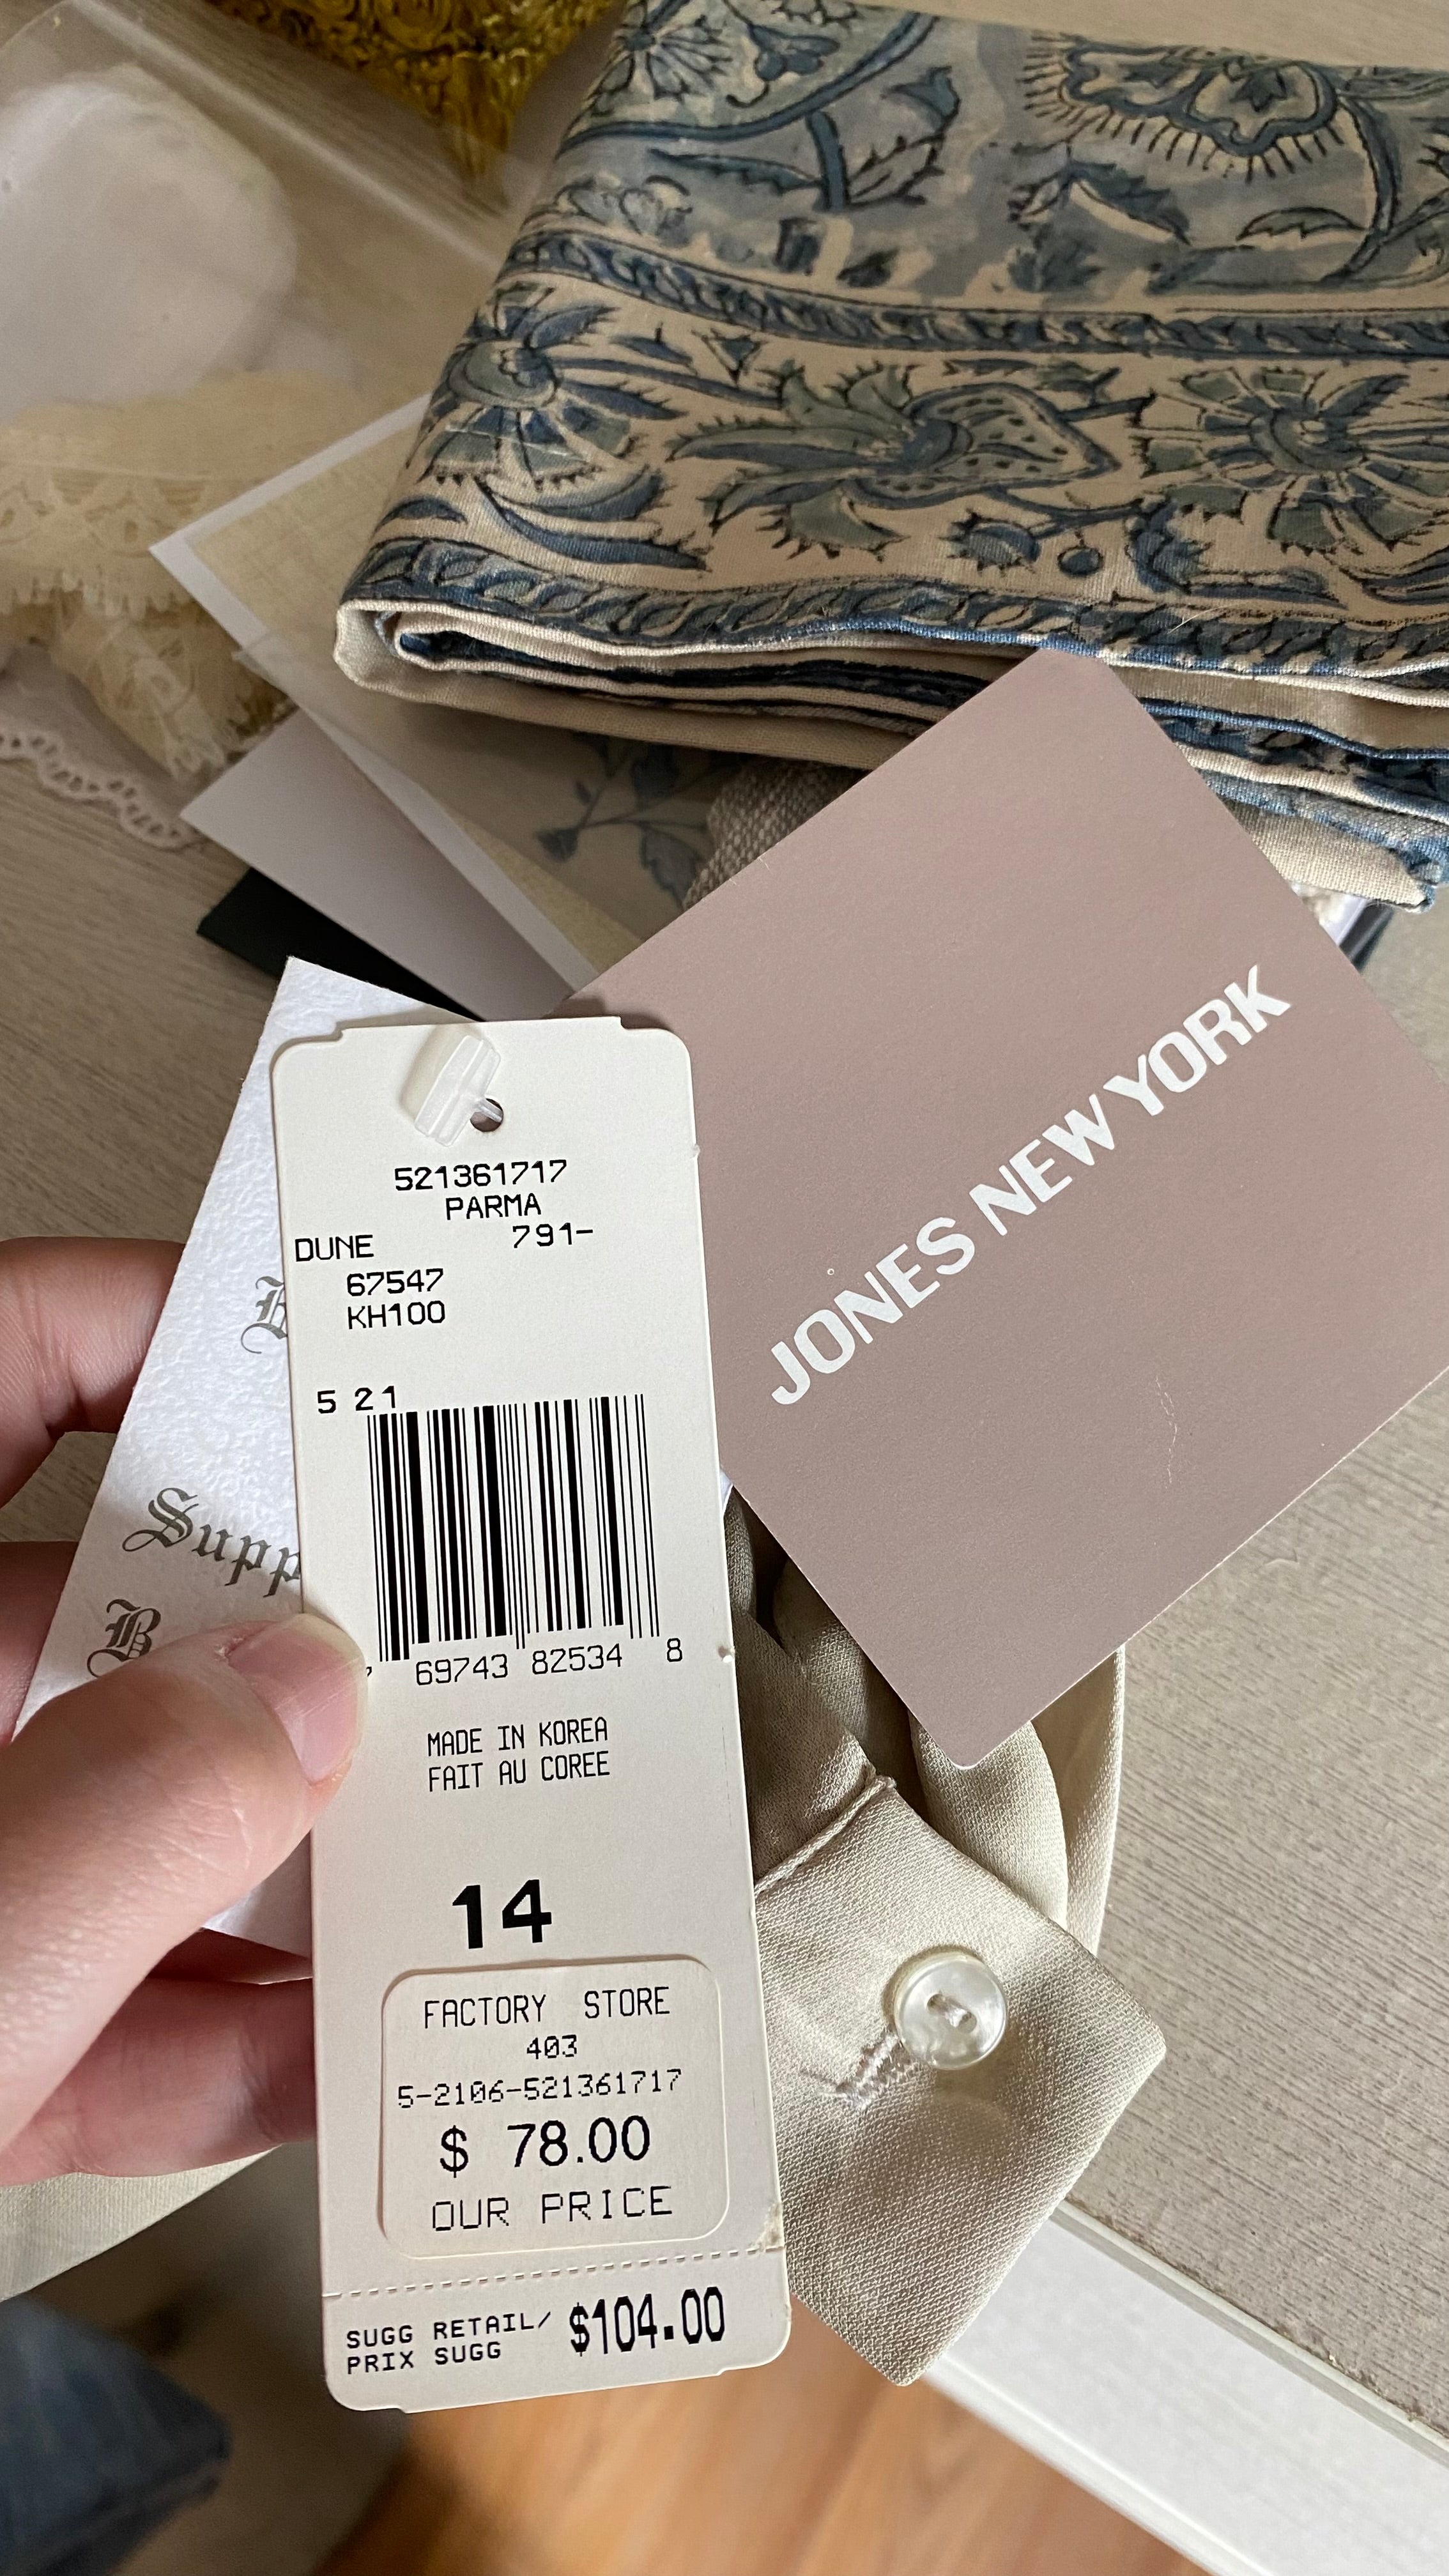 521361717
PARMA
DUNE 791-
67547
KH100
5 21
69743 82534 8
MADE IN KOREA
FAIT AU COREE
14
FACTORY STORE
403
5-2106-521361717
$ 78.00
OUR PRICE
SUGG RETAIL/ $104.00
PRIX SUGG
JONES NEW YORK